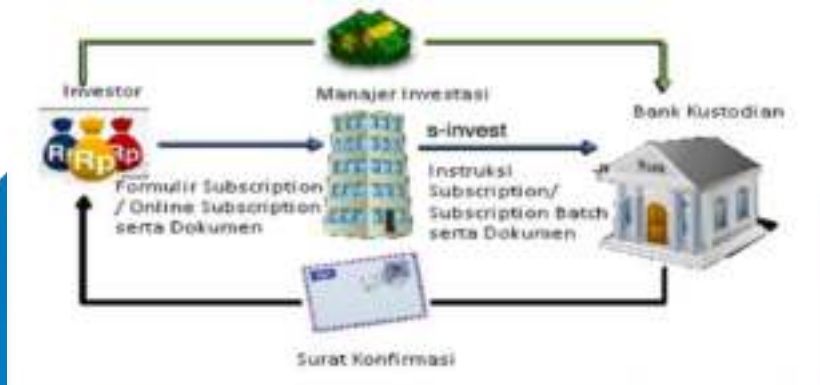 Investor
Manajer Investasi
Bank Kustodian
Rp
s-invest
Formulir Subscription
/ Online Subscription
serta Dokumen
Instruksi
Subscription/
Subscription Batch
serta Dokumen
Surat Konfirmasi